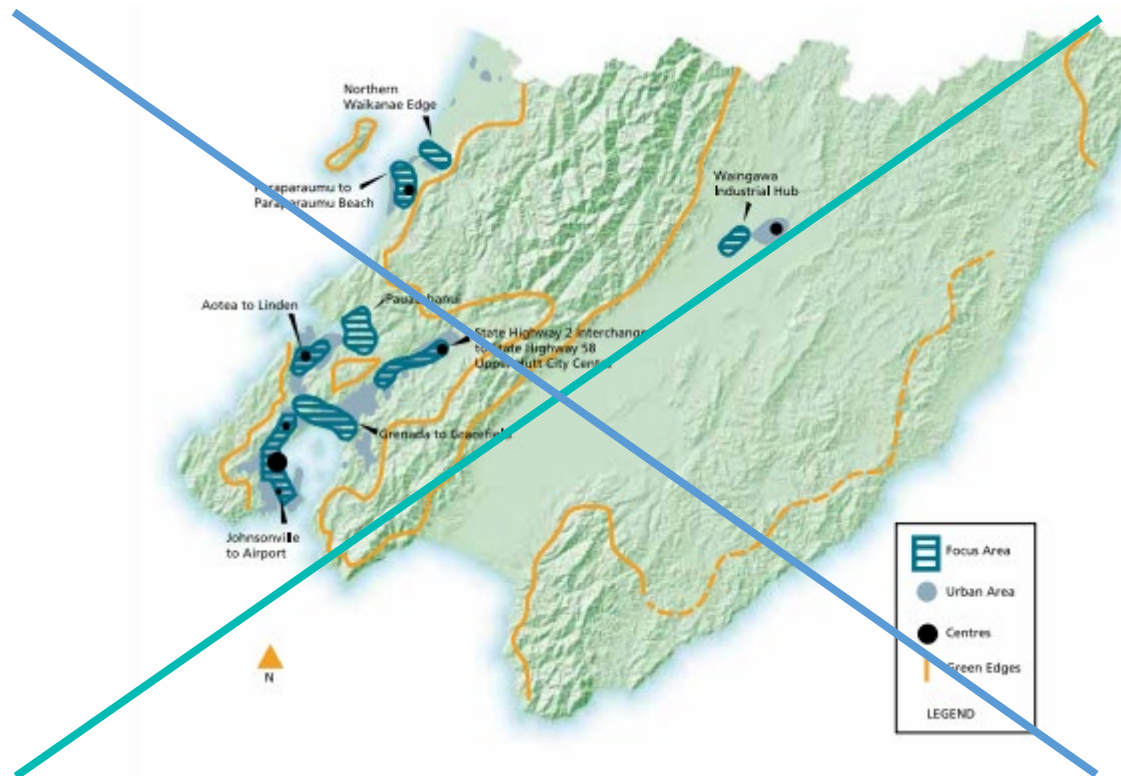 Northern
Waikanae Edge
Paraparaumu to
Paraparaumu Beach
Waingawa
Industrial Hub
Aotea to Linden
Pauatahanui
State Highway 2 Interchange
to State Highway 58
Upper Hutt City Centre
Grenada to Gracefield
Johnsonville
to Airport
N
Focus Area
Urban Area
Centres
Green Edges
LEGEND